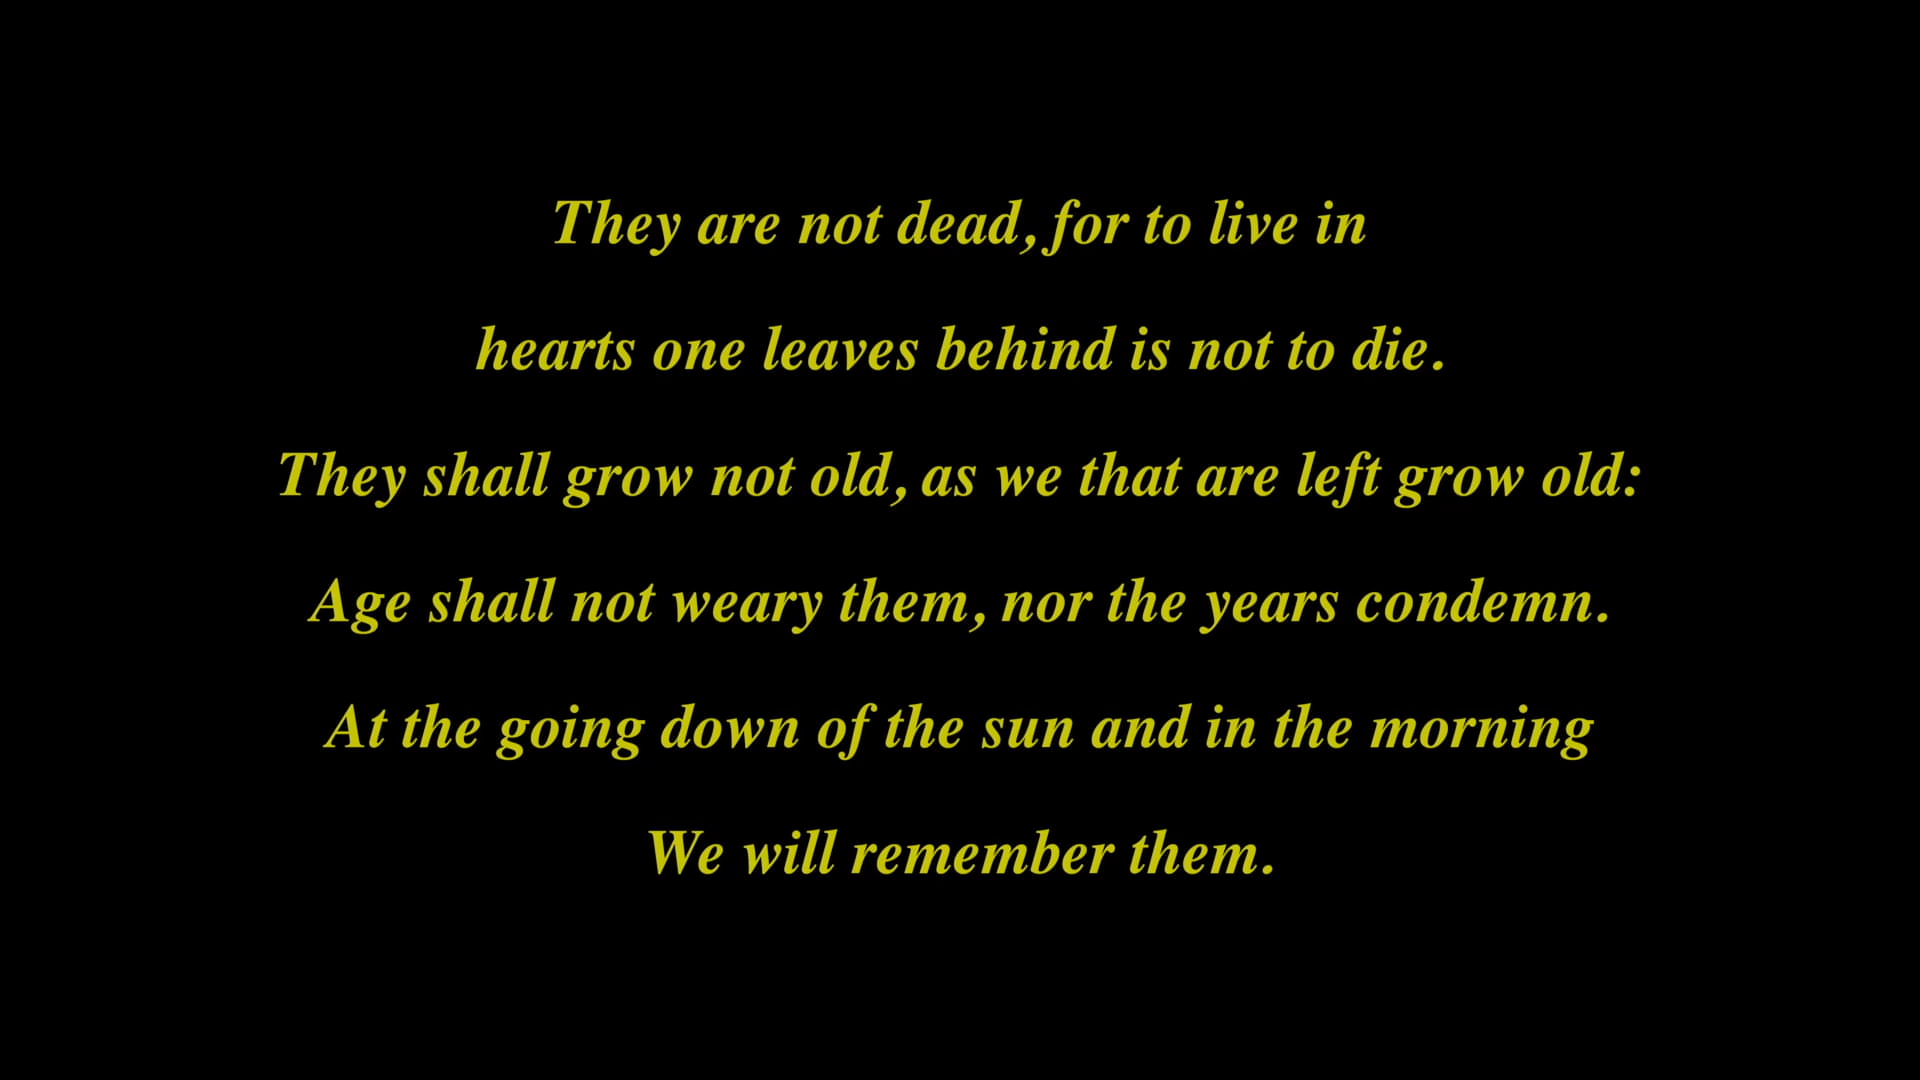 They are not dead, for to live in
hearts one leaves behind is not to die.
They shall grow not old, as we that are left grow old:
Age shall not weary them, nor the years condemn.
At the going down of the sun and in the morning
We will remember them.